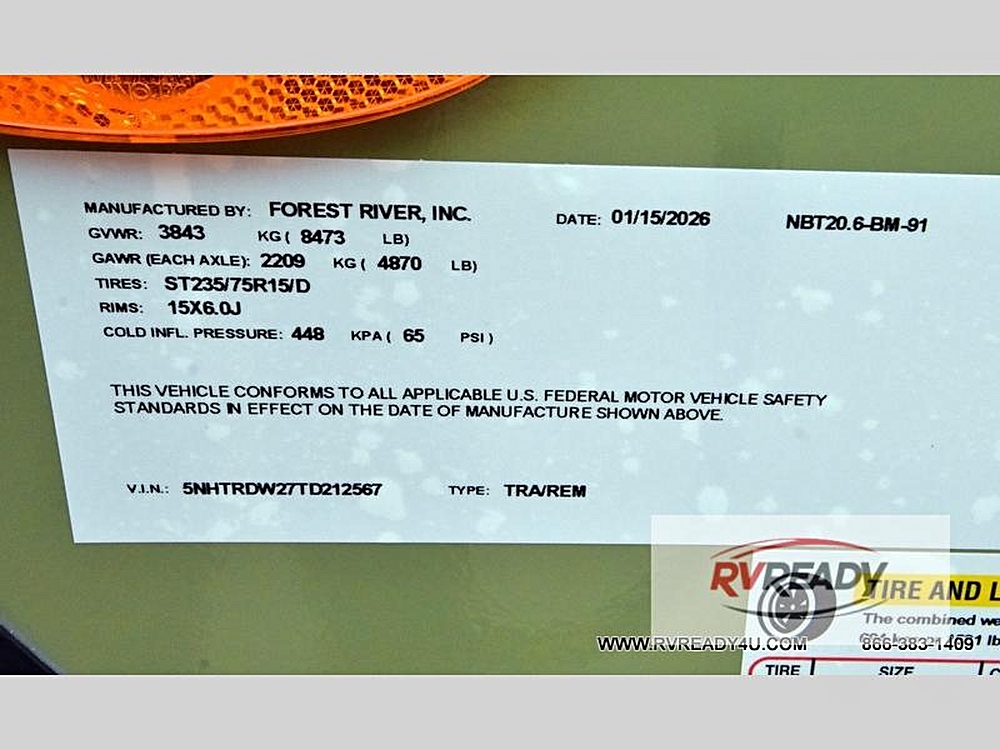 MANUFACTURED BY: FOREST RIVER, INC. DATE: 01/15/2026 NBT20.6-BM-91
GVWR: 3843 KG ( 8473 LB)
GAWR (EACH AXLE): 2209 KG ( 4870 LB)
TIRES: ST235/75R15/D
RIMS: 15X6.0J
COLD INFL. PRESSURE: 448 KPA ( 65 PSI )
THIS VEHICLE CONFORMS TO ALL APPLICABLE U.S. FEDERAL MOTOR VEHICLE SAFETY
STANDARDS IN EFFECT ON THE DATE OF MANUFACTURE SHOWN ABOVE.
V.I.N.: 5NHTRDW27TD212567 TYPE: TRA/REM
RVREADY
TIRE AND L
The combined we
WWW.RVREADY4U.COM 866-383-1409
lb
TIRE SIZE